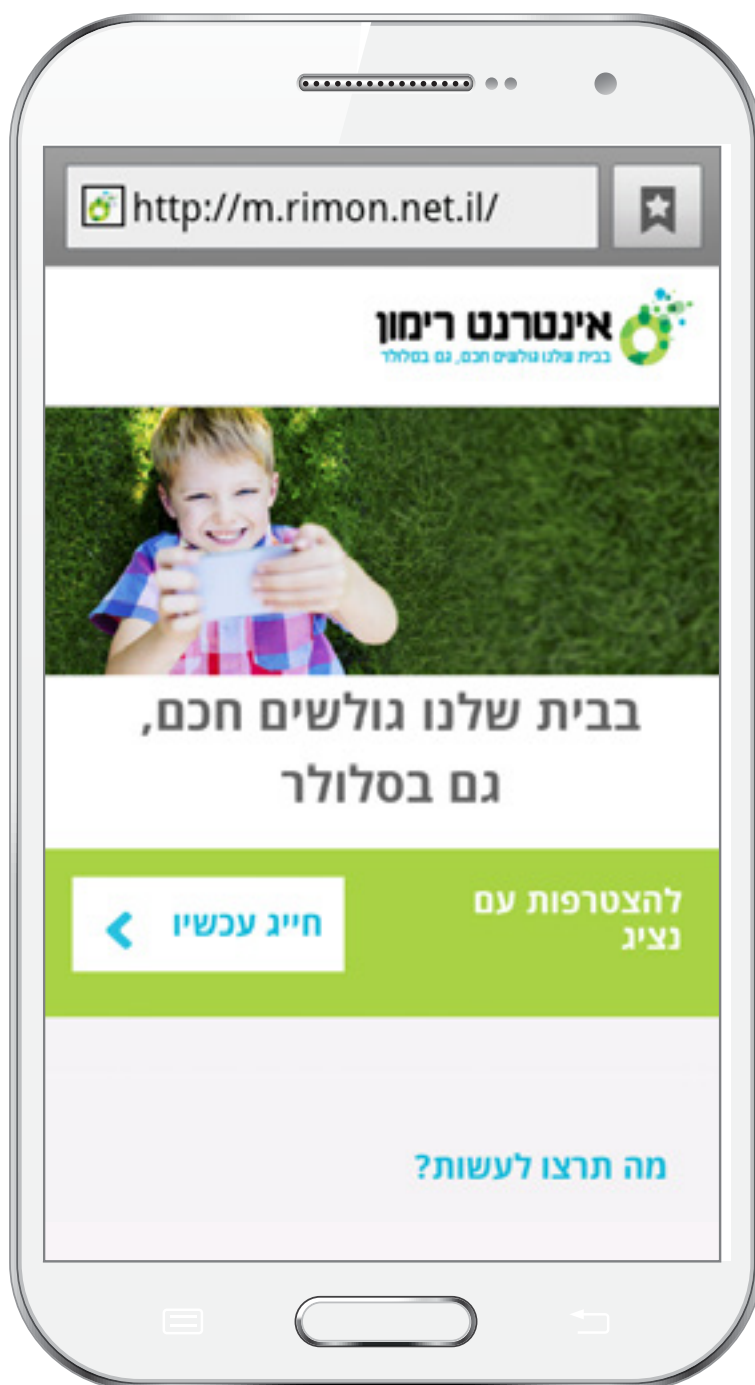 http://m.rimon.net.il/
אינטרנט רימון
בבית שלנו גולשים חכם, גם בסלולר
בבית שלנו גולשים חכם,
גם בסלולר
להצטרפות עם
נציג
חייג עכשיו
מה תרצו לעשות?